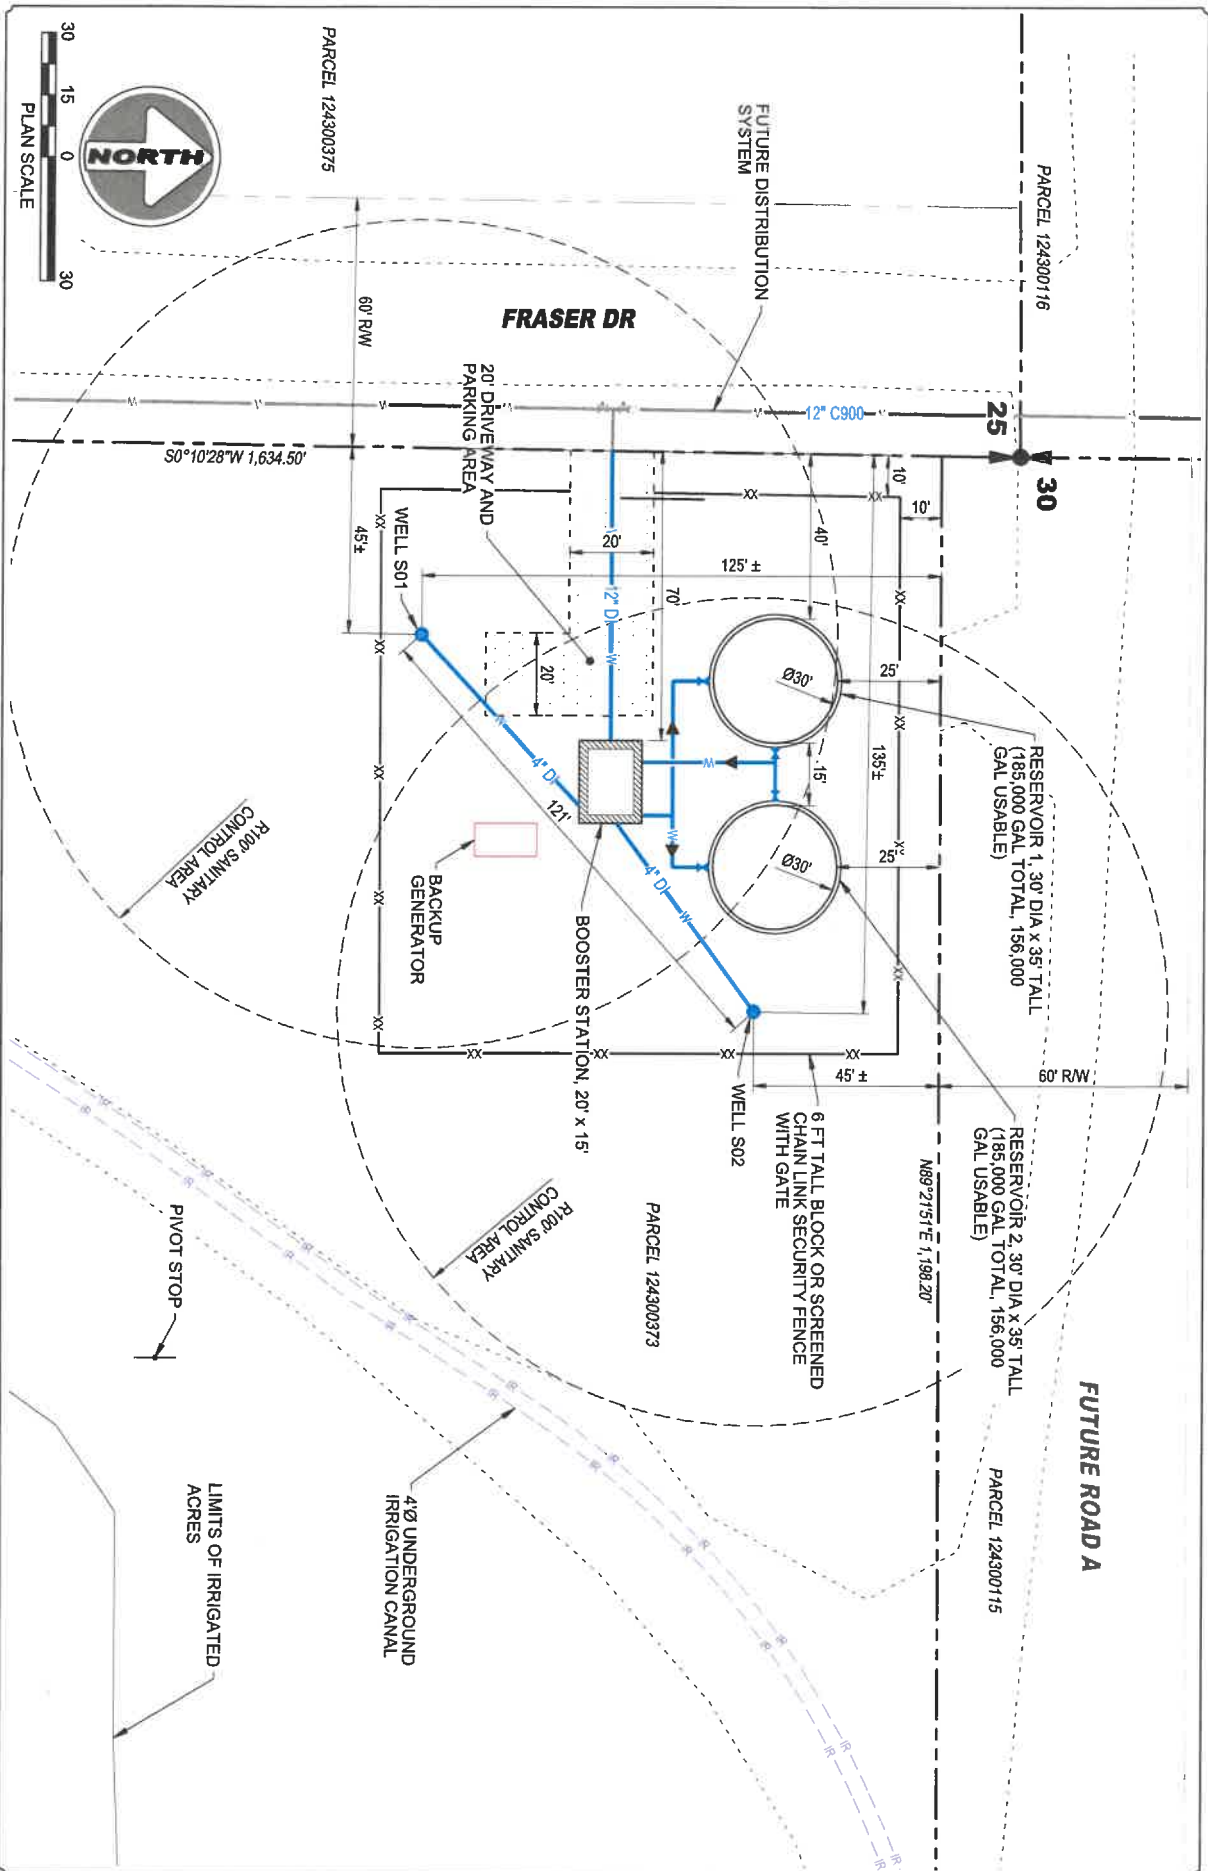 30
15
0
30
PLAN SCALE
NORTH
PARCEL 124300375
PARCEL 124300116
FUTURE DISTRIBUTION
SYSTEM
FRASER DR
60' R/W
12" C900
25
30
S0°10'28"W 1,634.50'
20' DRIVEWAY AND
PARKING AREA
10'
10'
40'
45'±
WELL S01
20'
12" DI
W
70'
125' ±
20'
25'
Ø30'
135'±
RESERVOIR 1, 30' DIA x 35' TALL
(185,000 GAL TOTAL, 156,000
GAL USABLE)
15'
W
W
4" DI
121'
25'
Ø30'
W
4" DI
W
R100' SANITARY
CONTROL AREA
BACKUP
GENERATOR
BOOSTER STATION, 20' x 15'
WELL S02
45' ±
60' R/W
6 FT TALL BLOCK OR SCREENED
CHAIN LINK SECURITY FENCE
WITH GATE
RESERVOIR 2, 30' DIA x 35' TALL
(185,000 GAL TOTAL, 156,000
GAL USABLE)
N89°21'51"E 1,198.20'
PARCEL 124300373
R100' SANITARY
CONTROL AREA
PIVOT STOP
FUTURE ROAD A
PARCEL 124300115
4'Ø UNDERGROUND
IRRIGATION CANAL
LIMITS OF IRRIGATED
ACRES